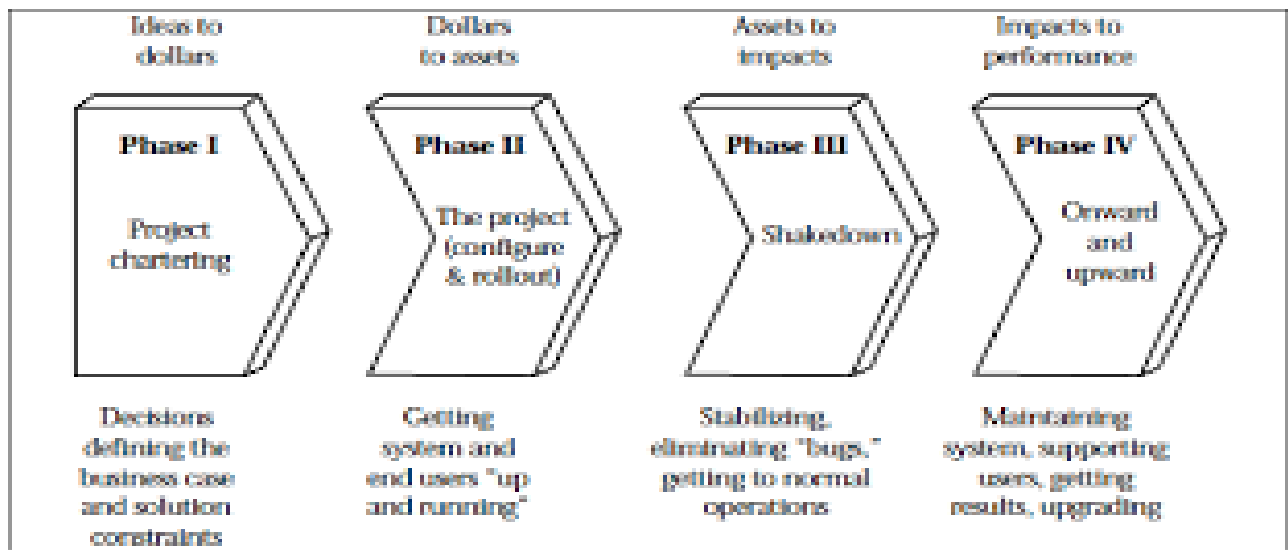 Ideas to
dollars
Dollars
to assets
Assets to
impacts
Impacts to
performance
Phase I
Project
chartering
Phase II
The project
(configure
& rollout)
Phase III
Shakedown
Phase IV
Onward
and
upward
Decisions
defining the
business case
and solution
constraints
Getting
system and
end users "up
and running"
Stabilizing,
eliminating "bugs,"
getting to normal
operations
Maintaining
system, supporting
users, getting
results, upgrading